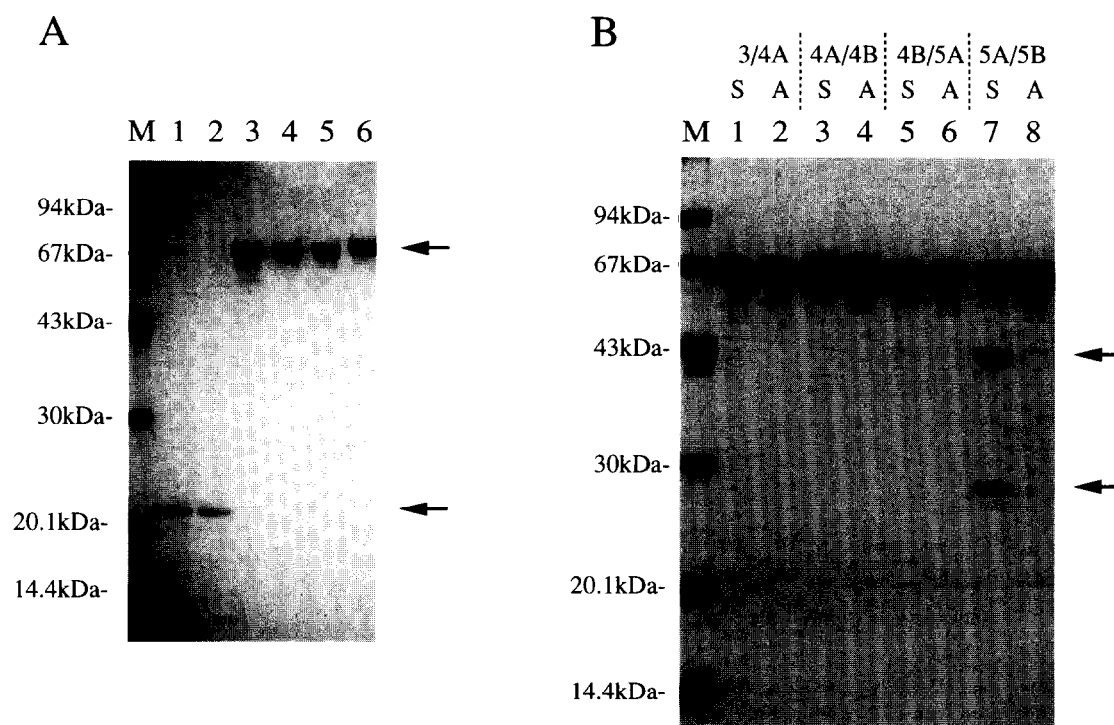 A
M 1 2 3 4 5 6
94kDa-
67kDa-
43kDa-
30kDa-
20.1kDa-
14.4kDa-
B
3/4A 4A/4B 4B/5A 5A/5B
S A S A S A S A
M 1 2 3 4 5 6 7 8
94kDa-
67kDa-
43kDa-
30kDa-
20.1kDa-
14.4kDa-